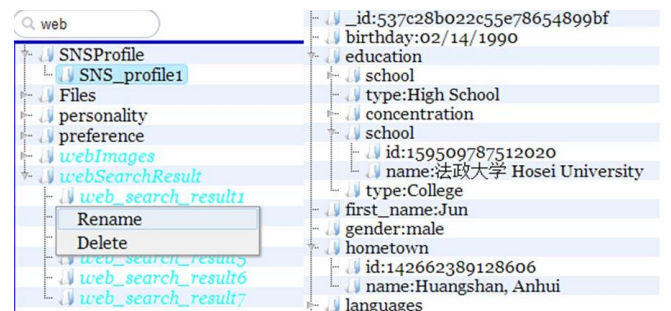 web
SNSProfile
SNS_profile1
Files
personality
preference
webImages
webSearchResult
web_search_result1
Rename
Delete
web_search_result5
web_search_result6
web_search_result7
_id:537c28b022c55e78654899bf
birthday:02/14/1990
education
school
type:High School
concentration
school
id:159509787512020
name:法政大学 Hosei University
type:College
first_name:Jun
gender:male
hometown
id:142662389128606
name:Huangshan, Anhui
languages